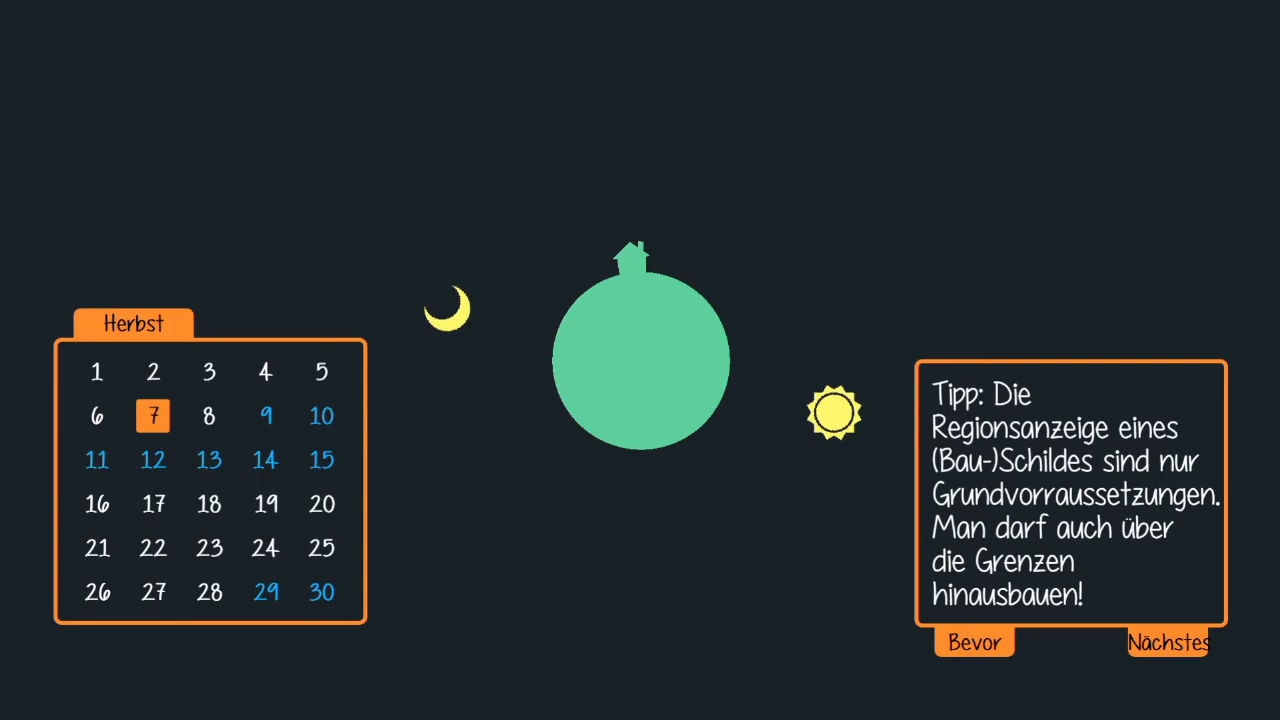 Herbst
1 2 3 4 5
6 7 8 9 10
11 12 13 14 15
16 17 18 19 20
21 22 23 24 25
26 27 28 29 30
Tipp: Die
Regionsanzeige eines
(Bau-)Schildes sind nur
Grundvorraussetzungen.
Man darf auch über
die Grenzen
hinausbauen!
Bevor
Nächstes